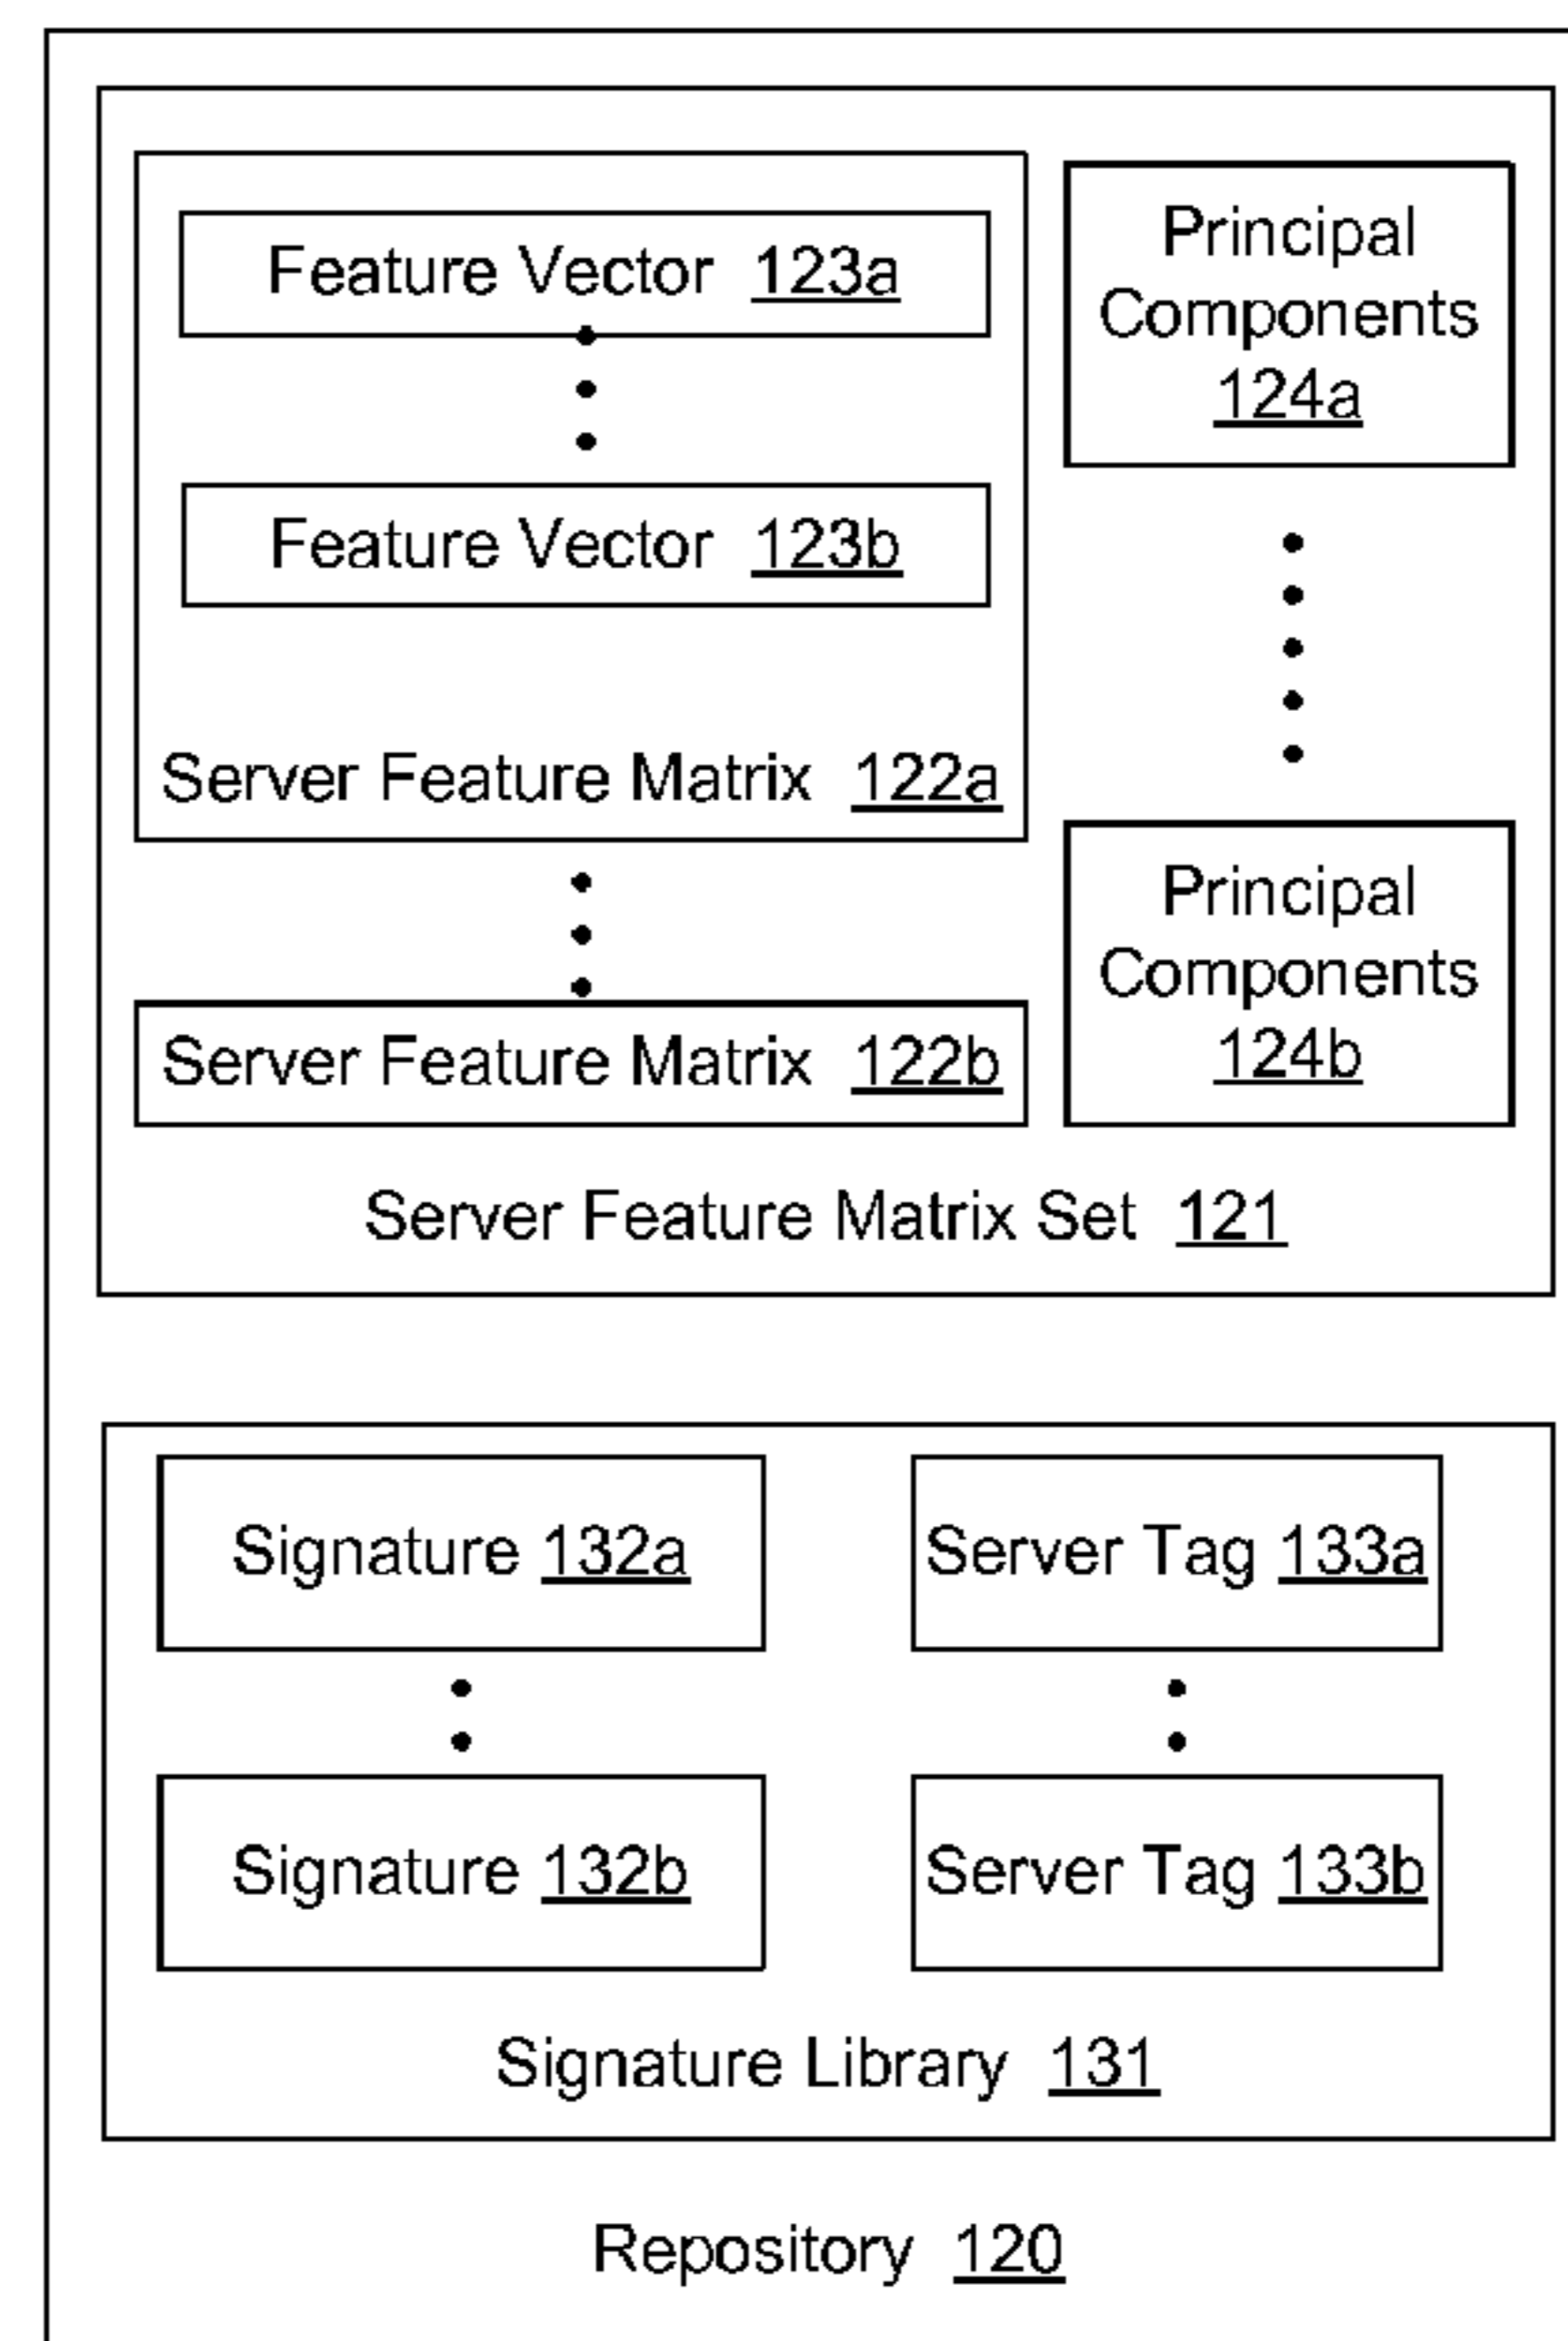 Feature Vector 123a
Feature Vector 123b
Server Feature Matrix 122a
Server Feature Matrix 122b
Principal
Components
124a
Principal
Components
124b
Server Feature Matrix Set 121
Signature 132a
Server Tag 133a
Signature 132b
Server Tag 133b
Signature Library 131
Repository 120